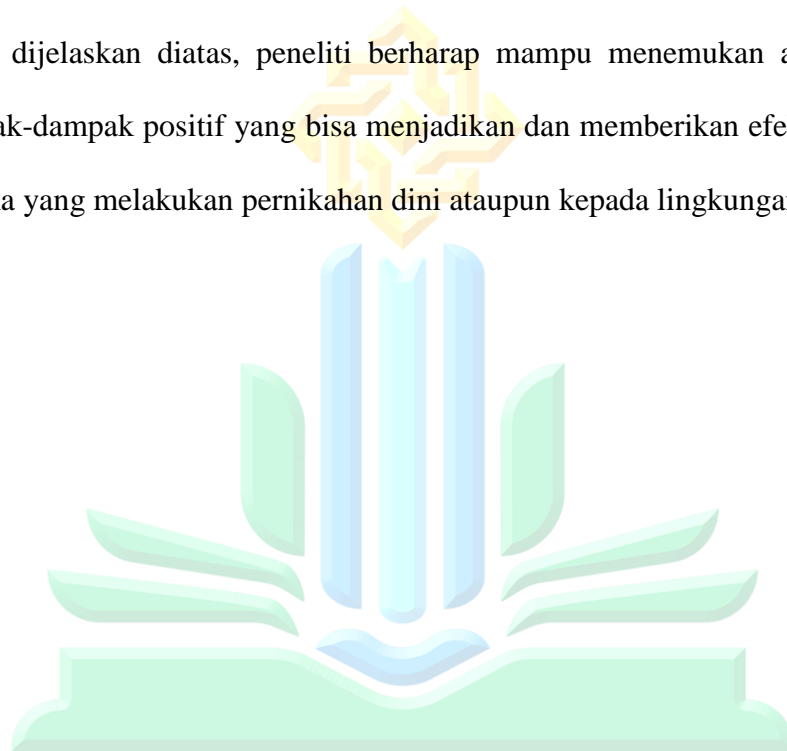 dijelaskan diatas, peneliti berharap mampu menemukan a
ak-dampak positif yang bisa menjadikan dan memberikan efe
a yang melakukan pernikahan dini ataupun kepada lingkungan